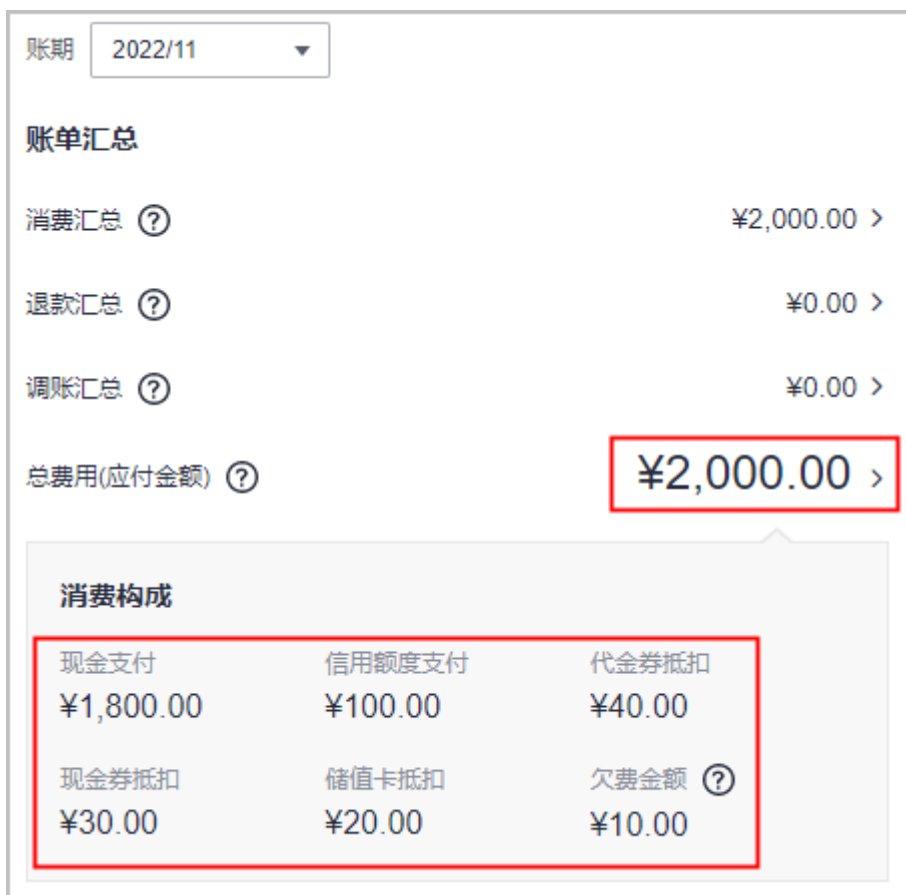 账期 2022/11
账单汇总
消费汇总 ? ¥2,000.00 >
退款汇总 ? ¥0.00 >
调账汇总 ? ¥0.00 >
总费用(应付金额) ? ¥2,000.00 >
消费构成
现金支付 信用额度支付 代金券抵扣
¥1,800.00 ¥100.00 ¥40.00
现金券抵扣 储值卡抵扣 欠费金额 ?
¥30.00 ¥20.00 ¥10.00